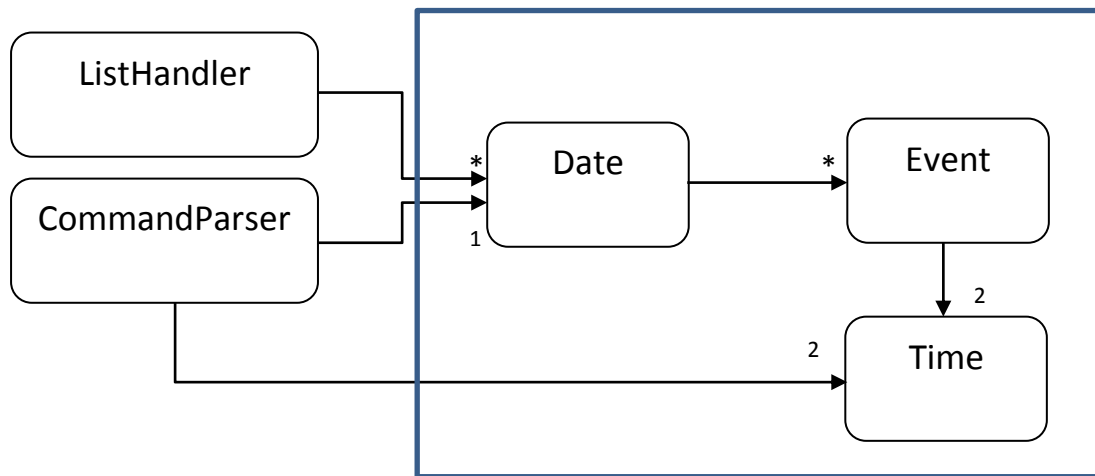 ListHandler
CommandParser
*
1
Date
*
Event
2
2
Time